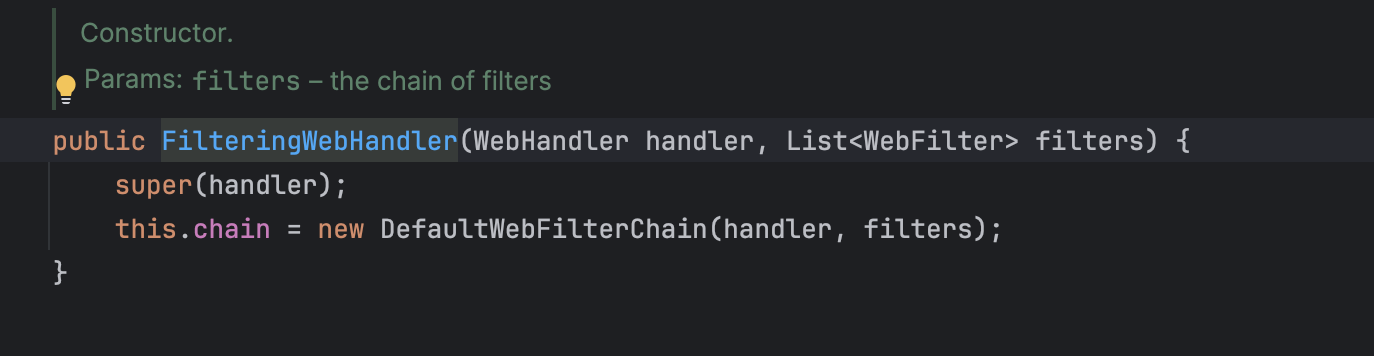 Constructor.
Params: filters – the chain of filters
public FilteringWebHandler(WebHandler handler, List<WebFilter> filters) {
super(handler);
this.chain = new DefaultWebFilterChain(handler, filters);
}